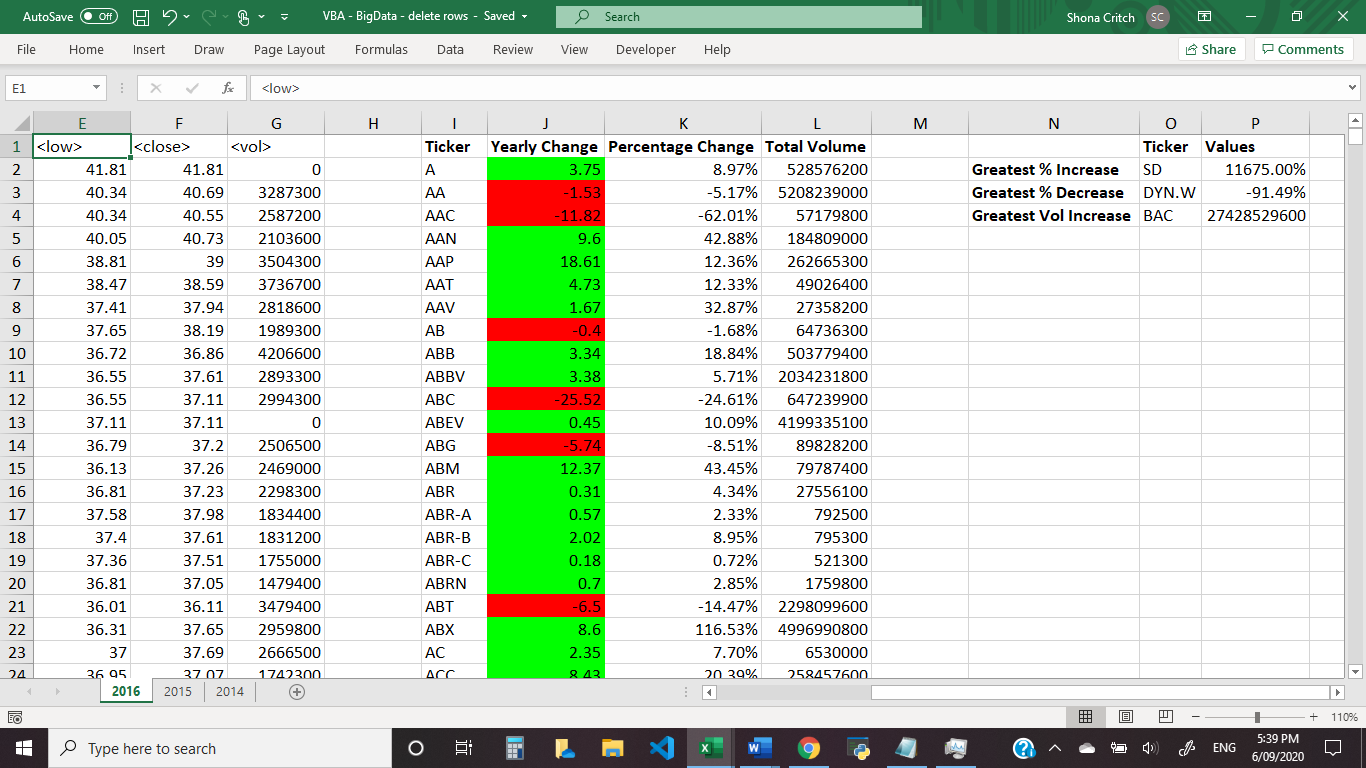 AutoSave Off VBA - BigData - delete rows - Saved Search Shona Critch SC
File Home Insert Draw Page Layout Formulas Data Review View Developer Help Share Comments
E1 fx <low>
E F G H I J K L M N O P
1 <low> <close> <vol> Ticker Yearly Change Percentage Change Total Volume Ticker Values
2 41.81 41.81 0 A 3.75 8.97% 528576200 Greatest % Increase SD 11675.00%
3 40.34 40.69 3287300 AA -1.53 -5.17% 5208239000 Greatest % Decrease DYN.W -91.49%
4 40.34 40.55 2587200 AAC -11.82 -62.01% 57179800 Greatest Vol Increase BAC 27428529600
5 40.05 40.73 2103600 AAN 9.6 42.88% 184809000
6 38.81 39 3504300 AAP 18.61 12.36% 262665300
7 38.47 38.59 3736700 AAT 4.73 12.33% 49026400
8 37.41 37.94 2818600 AAV 1.67 32.87% 27358200
9 37.65 38.19 1989300 AB -0.4 -1.68% 64736300
10 36.72 36.86 4206600 ABB 3.34 18.84% 503779400
11 36.55 37.61 2893300 ABBV 3.38 5.71% 2034231800
12 36.55 37.11 2994300 ABC -25.52 -24.61% 647239900
13 37.11 37.11 0 ABEV 0.45 10.09% 4199335100
14 36.79 37.2 2506500 ABG -5.74 -8.51% 89828200
15 36.13 37.26 2469000 ABM 12.37 43.45% 79787400
16 36.81 37.23 2298300 ABR 0.31 4.34% 27556100
17 37.58 37.98 1834400 ABR-A 0.57 2.33% 792500
18 37.4 37.61 1831200 ABR-B 2.02 8.95% 795300
19 37.36 37.51 1755000 ABR-C 0.18 0.72% 521300
20 36.81 37.05 1479400 ABRN 0.7 2.85% 1759800
21 36.01 36.11 3479400 ABT -6.5 -14.47% 2298099600
22 36.31 37.65 2959800 ABX 8.6 116.53% 4996990800
23 37 37.69 2666500 AC 2.35 7.70% 6530000
24 36.95 37.07 1742300 ACC 8.43 20.39% 258457600
2016 2015 2014
110%
Type here to search ENG 5:39 PM
6/09/2020